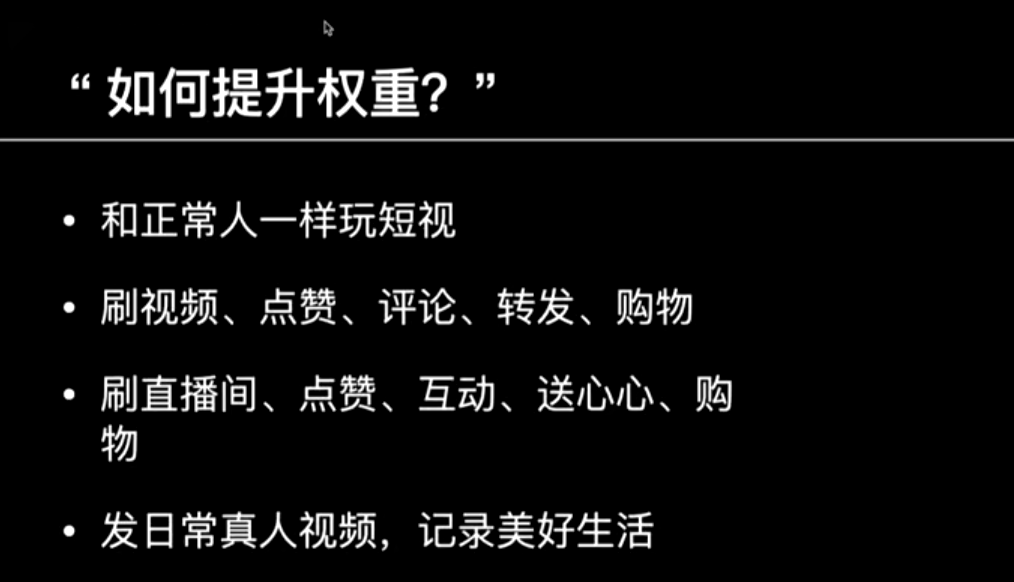 “如何提升权重？”
• 和正常人一样玩短视
• 刷视频、点赞、评论、转发、购物
• 刷直播间、点赞、互动、送心心、购
物
• 发日常真人视频，记录美好生活